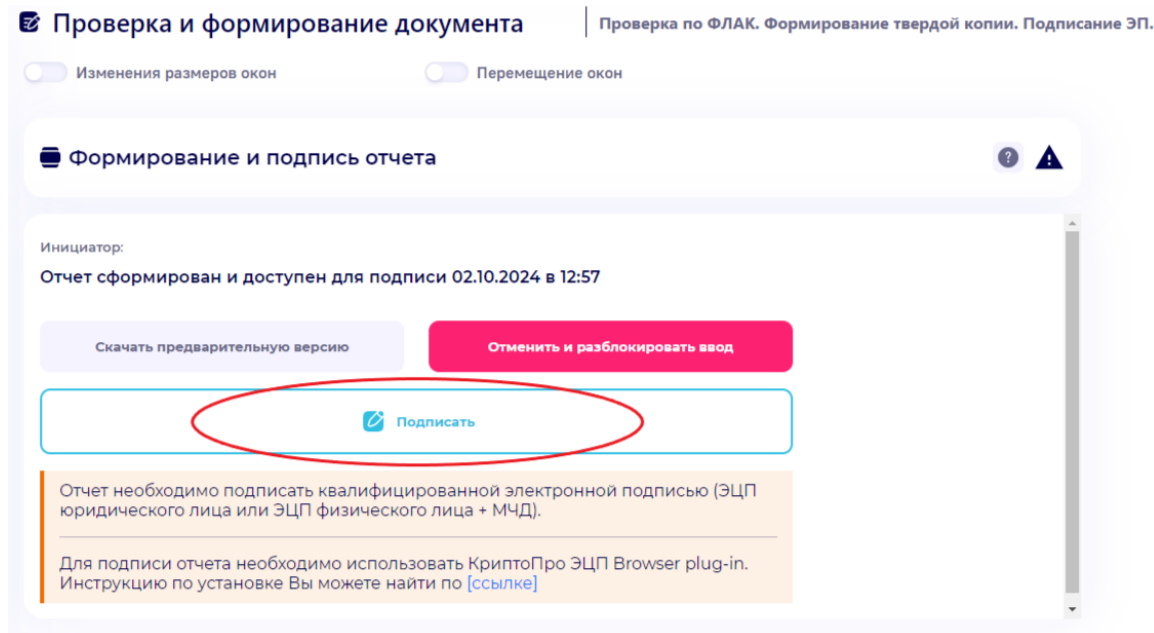 Проверка и формирование документа
Проверка по ФЛАК. Формирование твердой копии. Подписание ЭП.
Изменения размеров окон
Перемещение окон
Формирование и подпись отчета
Инициатор:
Отчет сформирован и доступен для подписи 02.10.2024 в 12:57
Скачать предварительную версию
Отменить и разблокировать ввод
Подписать
Отчет необходимо подписать квалифицированной электронной подписью (ЭЦП
юридического лица или ЭЦП физического лица + МЧД).
Для подписи отчета необходимо использовать КриптоПро ЭЦП Browser plug-in.
Инструкцию по установке Вы можете найти по [ссылке]